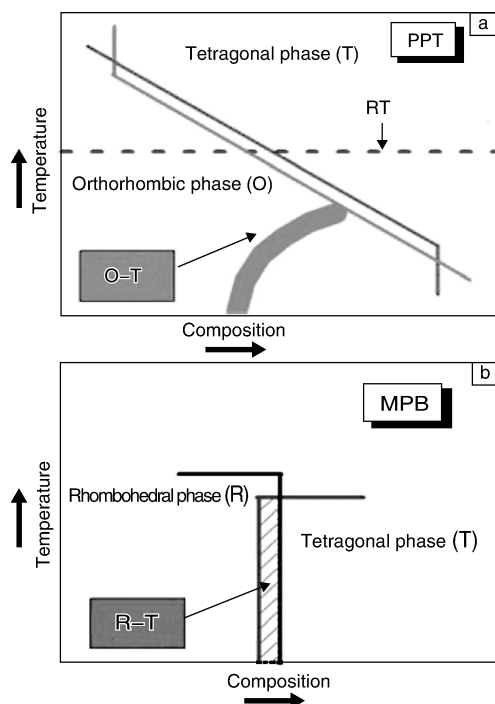 a
PPT
Tetragonal phase (T)
RT
Temperature
Orthorhombic phase (O)
O–T
Composition
b
MPB
Rhombohedral phase (R)
Temperature
Tetragonal phase (T)
R–T
Composition